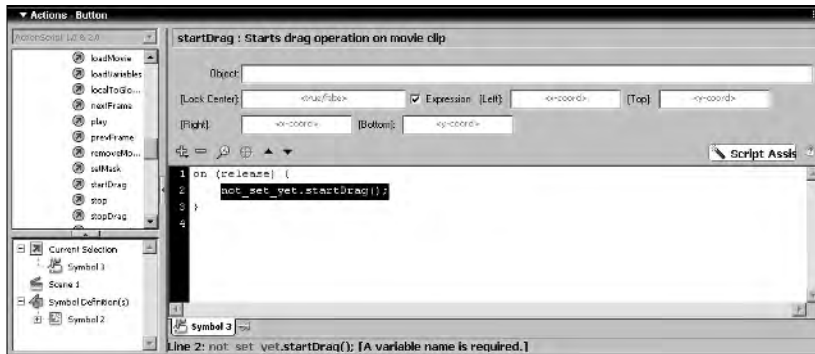 Actions - Button
ActionScript 1.0 & 2.0
loadMovie
loadVariables
localToGlo...
nextFrame
play
prevFrame
removeMo...
setMask
startDrag
stop
stopDrag
Current Selection
Symbol 3
Scene 1
Symbol Definition(s)
Symbol 2
startDrag : Starts drag operation on movie clip
Object:
[Lock Center]: <true/false> Expression [Left]: <x-coord> [Top]: <y-coord>
[Right]: <x-coord> [Bottom]: <y-coord>
Script Assis
1 on (release) {
2 not_set_yet.startDrag();
3 }
4
Symbol 3
Line 2: not_set_yet.startDrag(); [A variable name is required.]